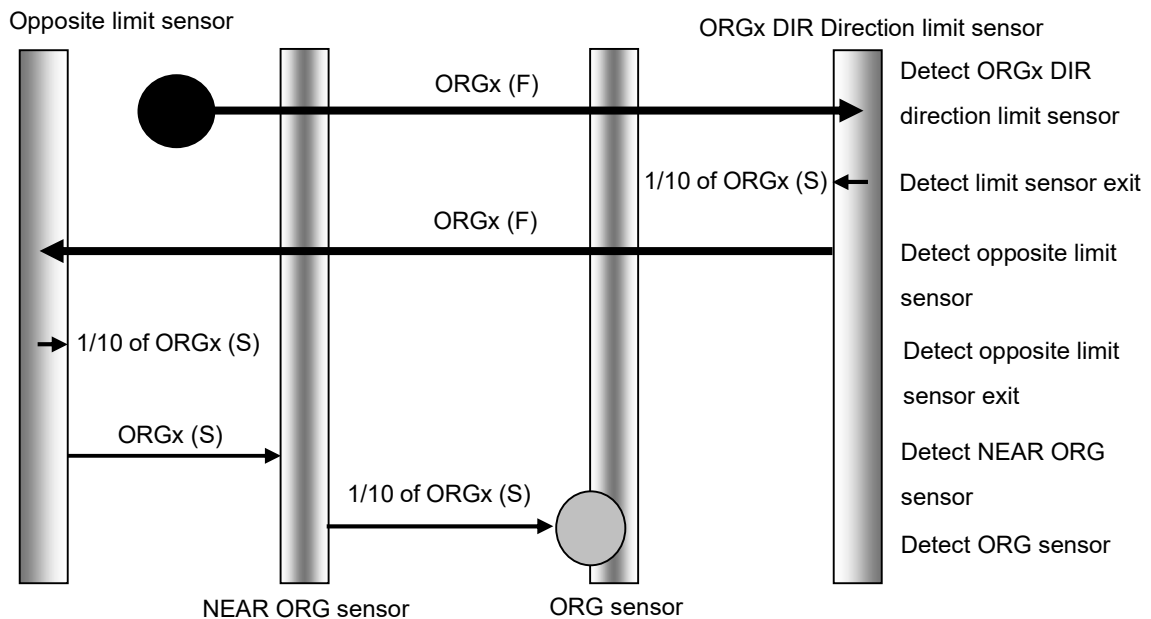 Opposite limit sensor
ORGx DIR Direction limit sensor
ORGx (F)
Detect ORGx DIR
direction limit sensor
1/10 of ORGx (S)
Detect limit sensor exit
ORGx (F)
Detect opposite limit
sensor
1/10 of ORGx (S)
Detect opposite limit
sensor exit
ORGx (S)
Detect NEAR ORG
sensor
1/10 of ORGx (S)
Detect ORG sensor
NEAR ORG sensor
ORG sensor